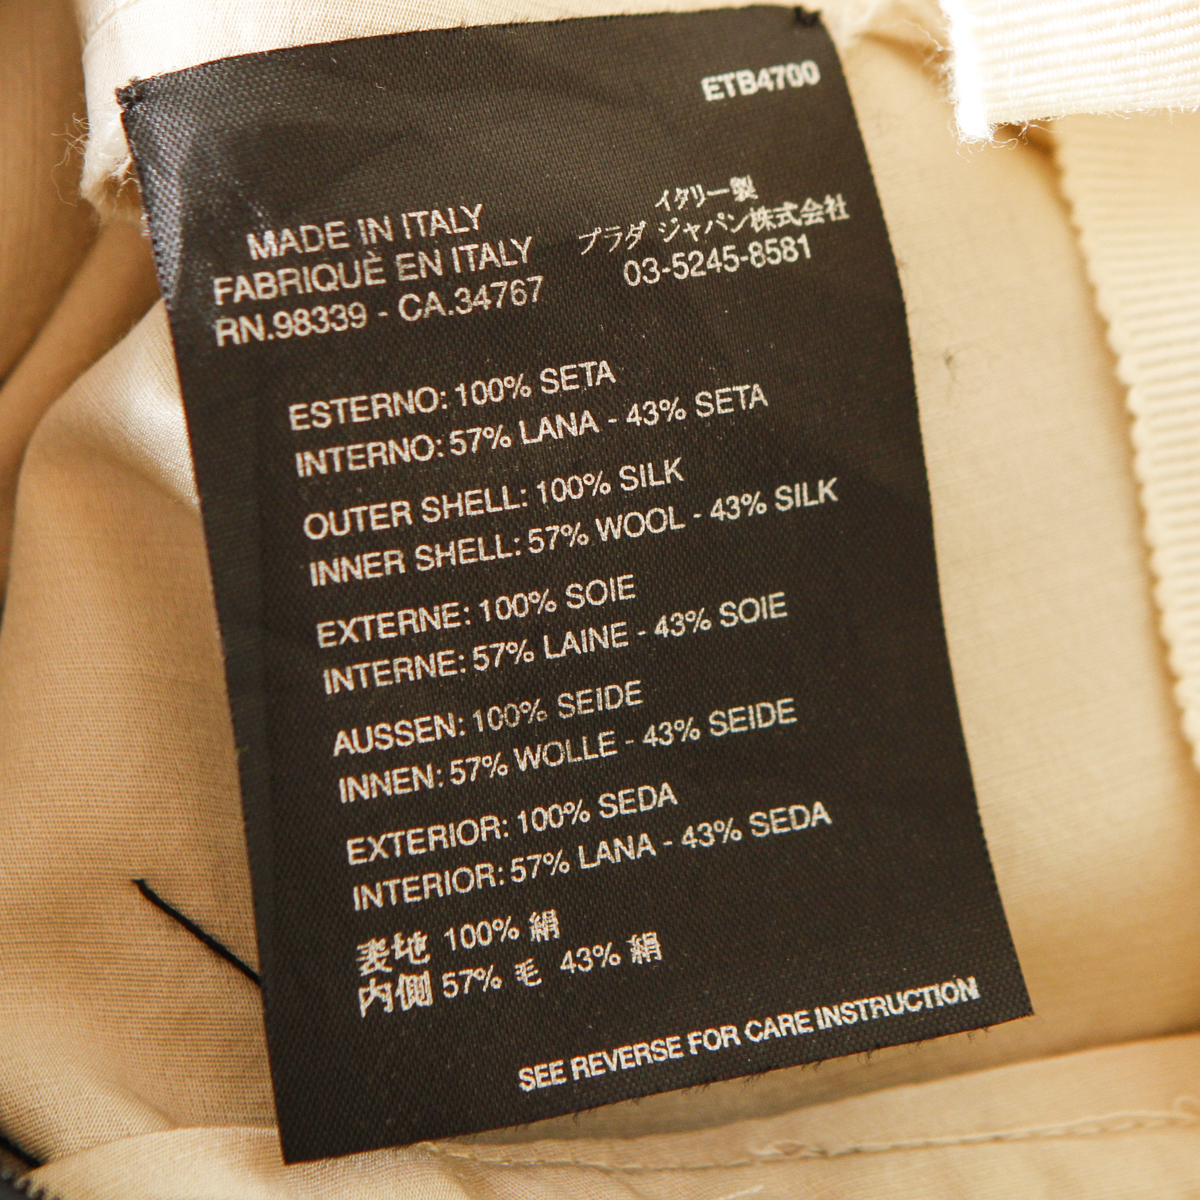 ETB4700
MADE IN ITALY
FABRIQUÈ EN ITALY
RN.98339 - CA.34767
イタリー製
プラダ ジャパン株式会社
03-5245-8581
ESTERNO: 100% SETA
INTERNO: 57% LANA - 43% SETA
OUTER SHELL: 100% SILK
INNER SHELL: 57% WOOL - 43% SILK
EXTERNE: 100% SOIE
INTERNE: 57% LAINE - 43% SOIE
AUSSEN: 100% SEIDE
INNEN: 57% WOLLE - 43% SEIDE
EXTERIOR: 100% SEDA
INTERIOR: 57% LANA - 43% SEDA
表地 100% 絹
内側 57% 毛 43% 絹
SEE REVERSE FOR CARE INSTRUCTION